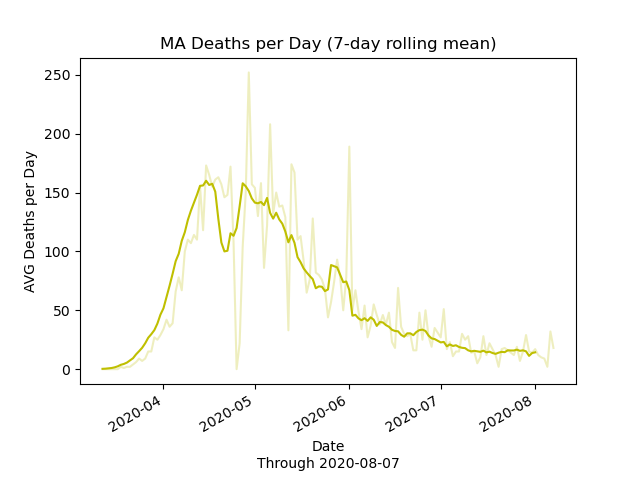 MA Deaths per Day (7-day rolling mean)
AVG Deaths per Day
250
200
150
100
50
0
2020-04
2020-05
2020-06
2020-07
2020-08
Date
Through 2020-08-07